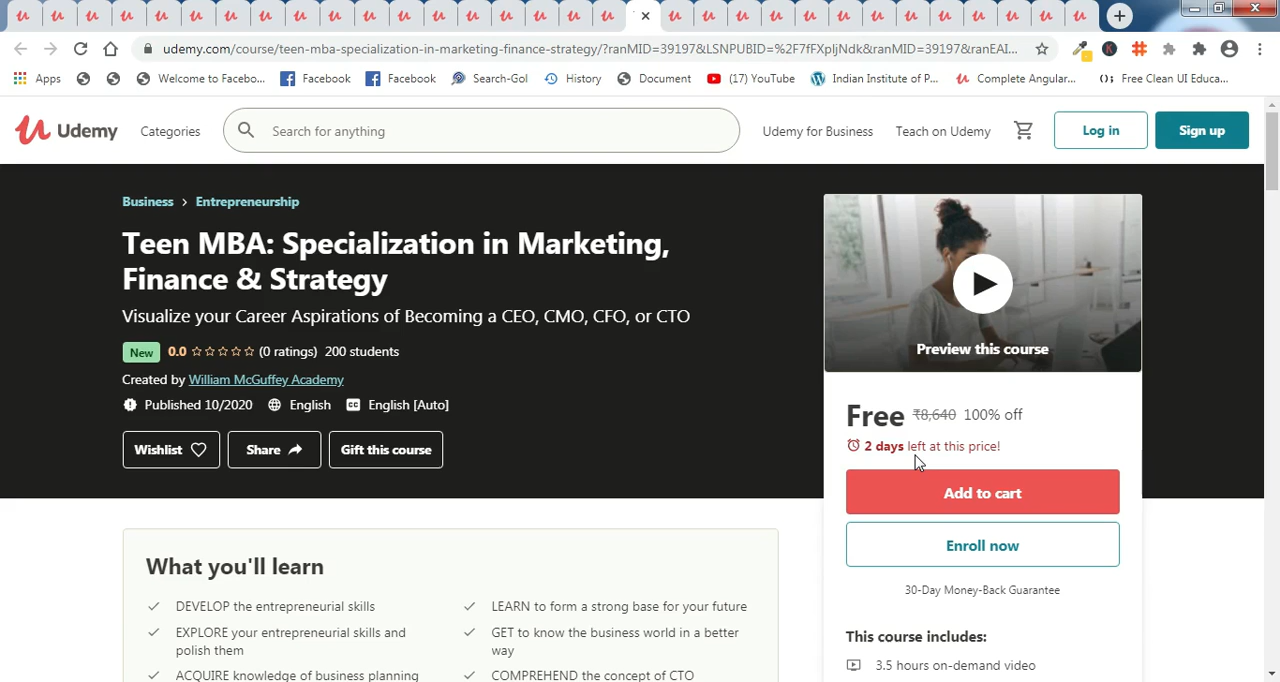 udemy.com/course/teen-mba-specialization-in-marketing-finance-strategy/?ranMID=39197&LSNPUBID=%2F7fFXpljNdk&ranMID=39197&ranEAI...
Apps Welcome to Facebo... Facebook Facebook Search-Gol History Document (17) YouTube Indian Institute of P... Complete Angular... Free Clean UI Educa...
Udemy Categories Search for anything Udemy for Business Teach on Udemy Log in Sign up
Business › Entrepreneurship
Teen MBA: Specialization in Marketing,
Finance & Strategy
Visualize your Career Aspirations of Becoming a CEO, CMO, CFO, or CTO
New 0.0 (0 ratings) 200 students
Created by William McGuffey Academy
Published 10/2020 English CC English [Auto]
Wishlist Share Gift this course
Preview this course
Free ₹8,640 100% off
2 days left at this price!
Add to cart
Enroll now
30-Day Money-Back Guarantee
This course includes:
3.5 hours on-demand video
What you'll learn
DEVELOP the entrepreneurial skills
EXPLORE your entrepreneurial skills and
polish them
ACQUIRE knowledge of business planning
LEARN to form a strong base for your future
GET to know the business world in a better
way
COMPREHEND the concept of CTO